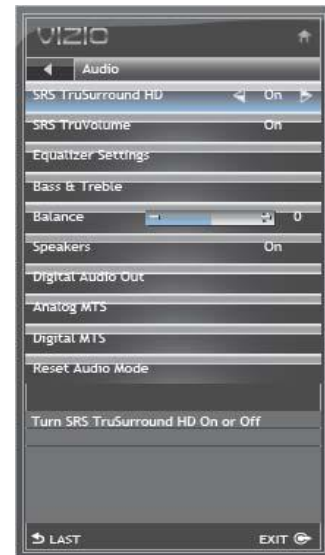 VIZIO
Audio
SRS TruSurround HD On
SRS TruVolume On
Equalizer Settings
Bass & Treble
Balance 0
Speakers On
Digital Audio Out
Analog MTS
Digital MTS
Reset Audio Mode
Turn SRS TruSurround HD On or Off
LAST EXIT